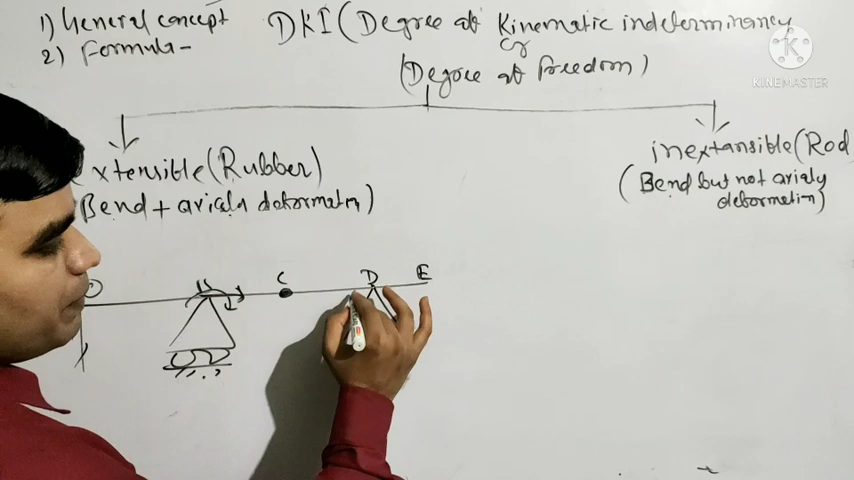 1) General concept
2) Formula-
DKI (Degree of Kinematic indeterminancy
or
(Degree of freedom)
xtensible (Rubber)
Bend + axialy deformation)
inextansible (Rod
(Bend but not axialy
deformation)
B
C
D
E
K
KINEMASTER